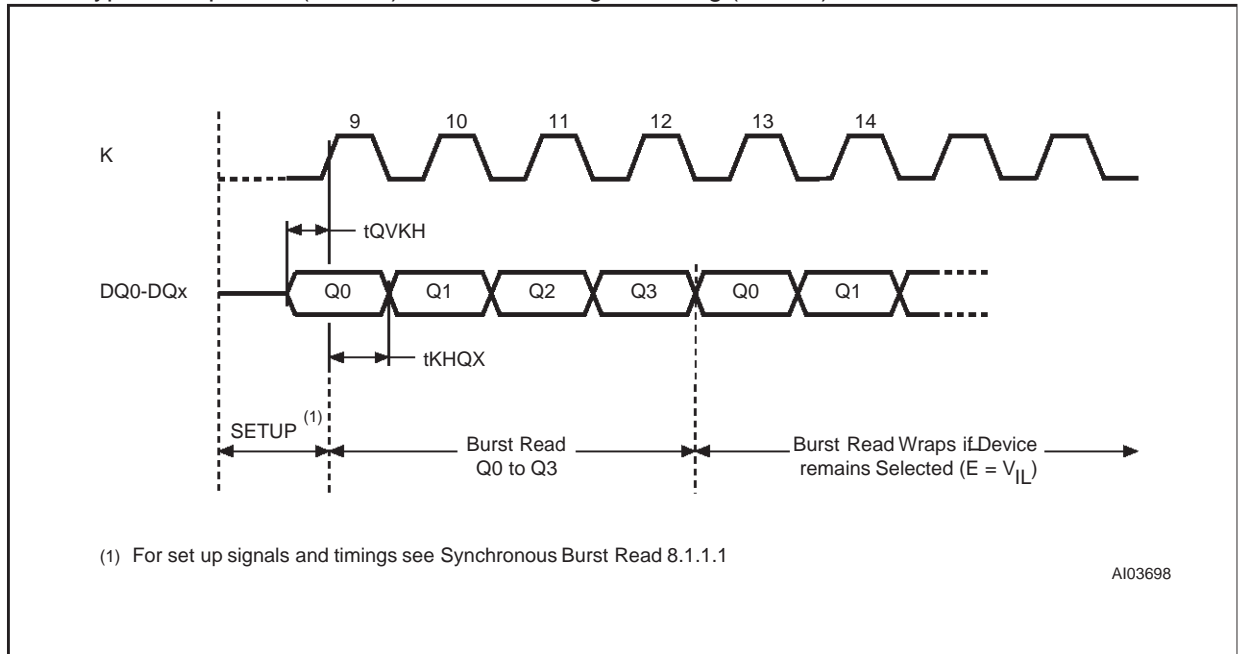 9 10 11 12 13 14
K
tQVKH
DQ0-DQx
Q0 Q1 Q2 Q3 Q0 Q1
tKHQX
SETUP (1)
Burst Read
Q0 to Q3
Burst Read Wraps if Device
remains Selected (E = VIL)
(1) For set up signals and timings see Synchronous Burst Read 8.1.1.1
AI03698